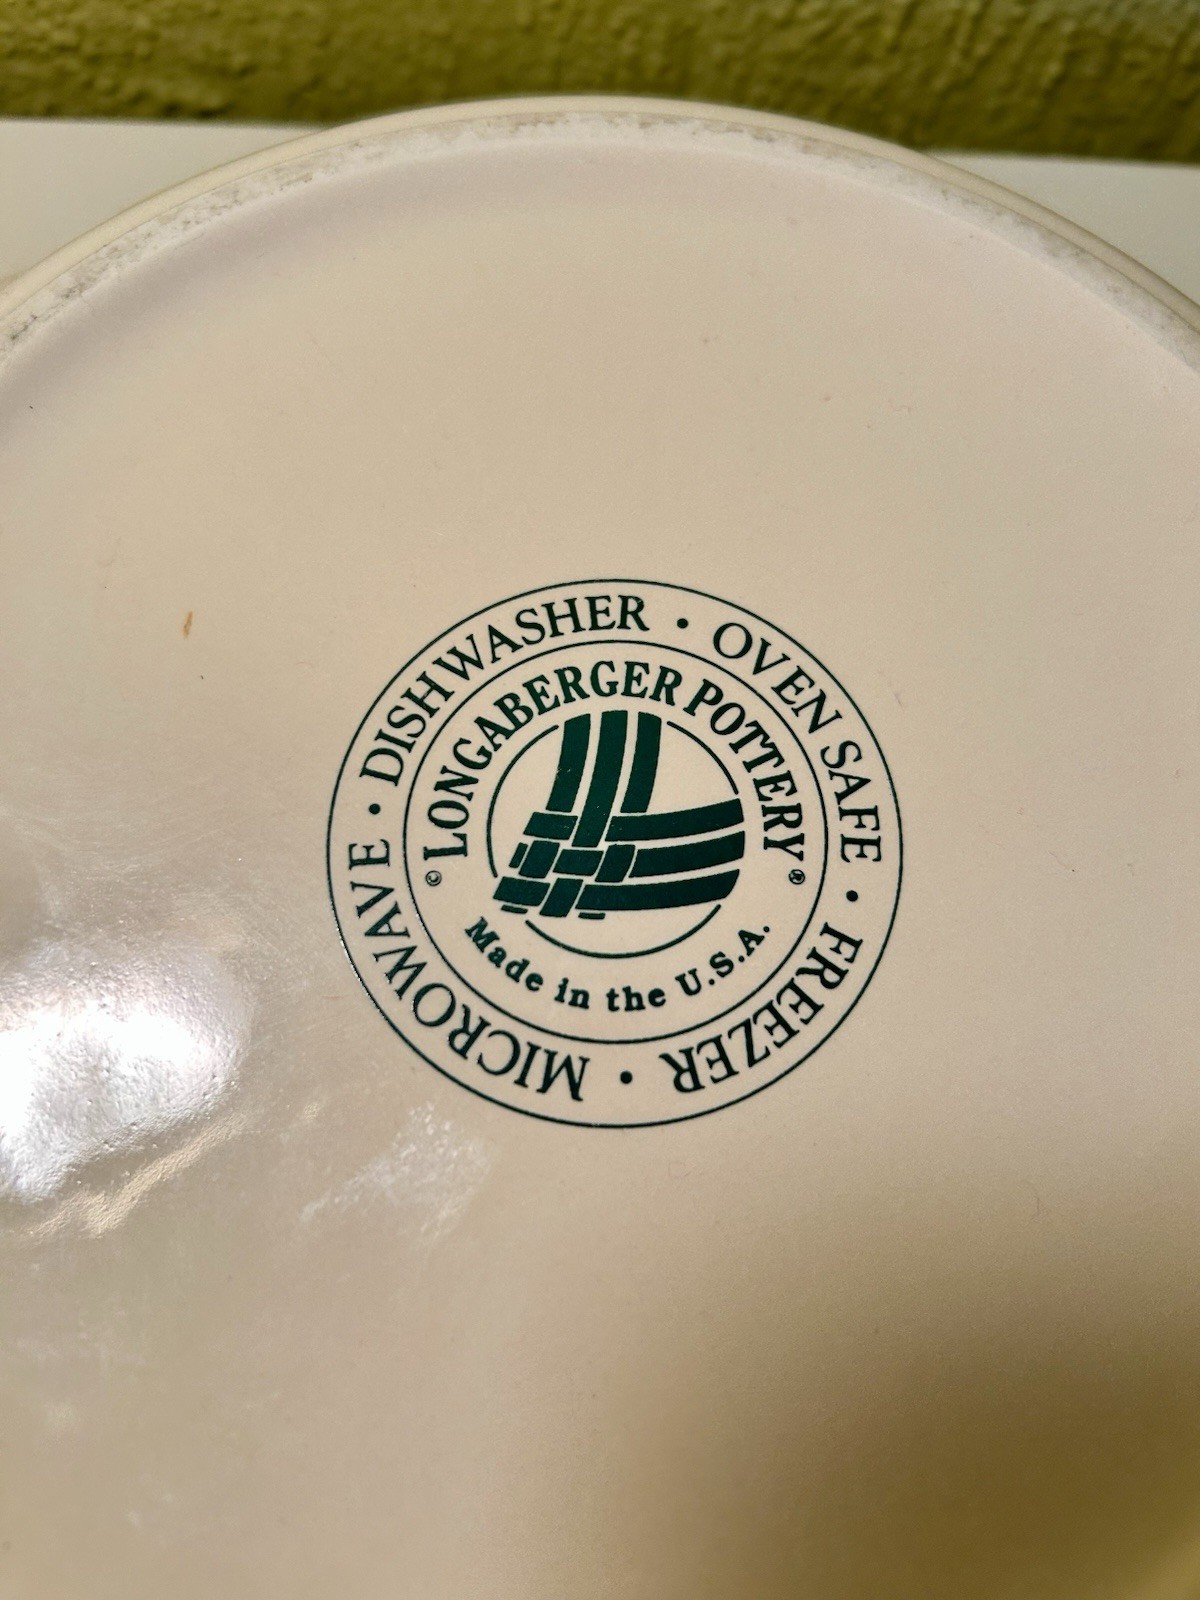 MICROWAVE • DISHWASHER • OVEN SAFE • FREEZER •
© LONGABERGER POTTERY ®
Made in the U.S.A.